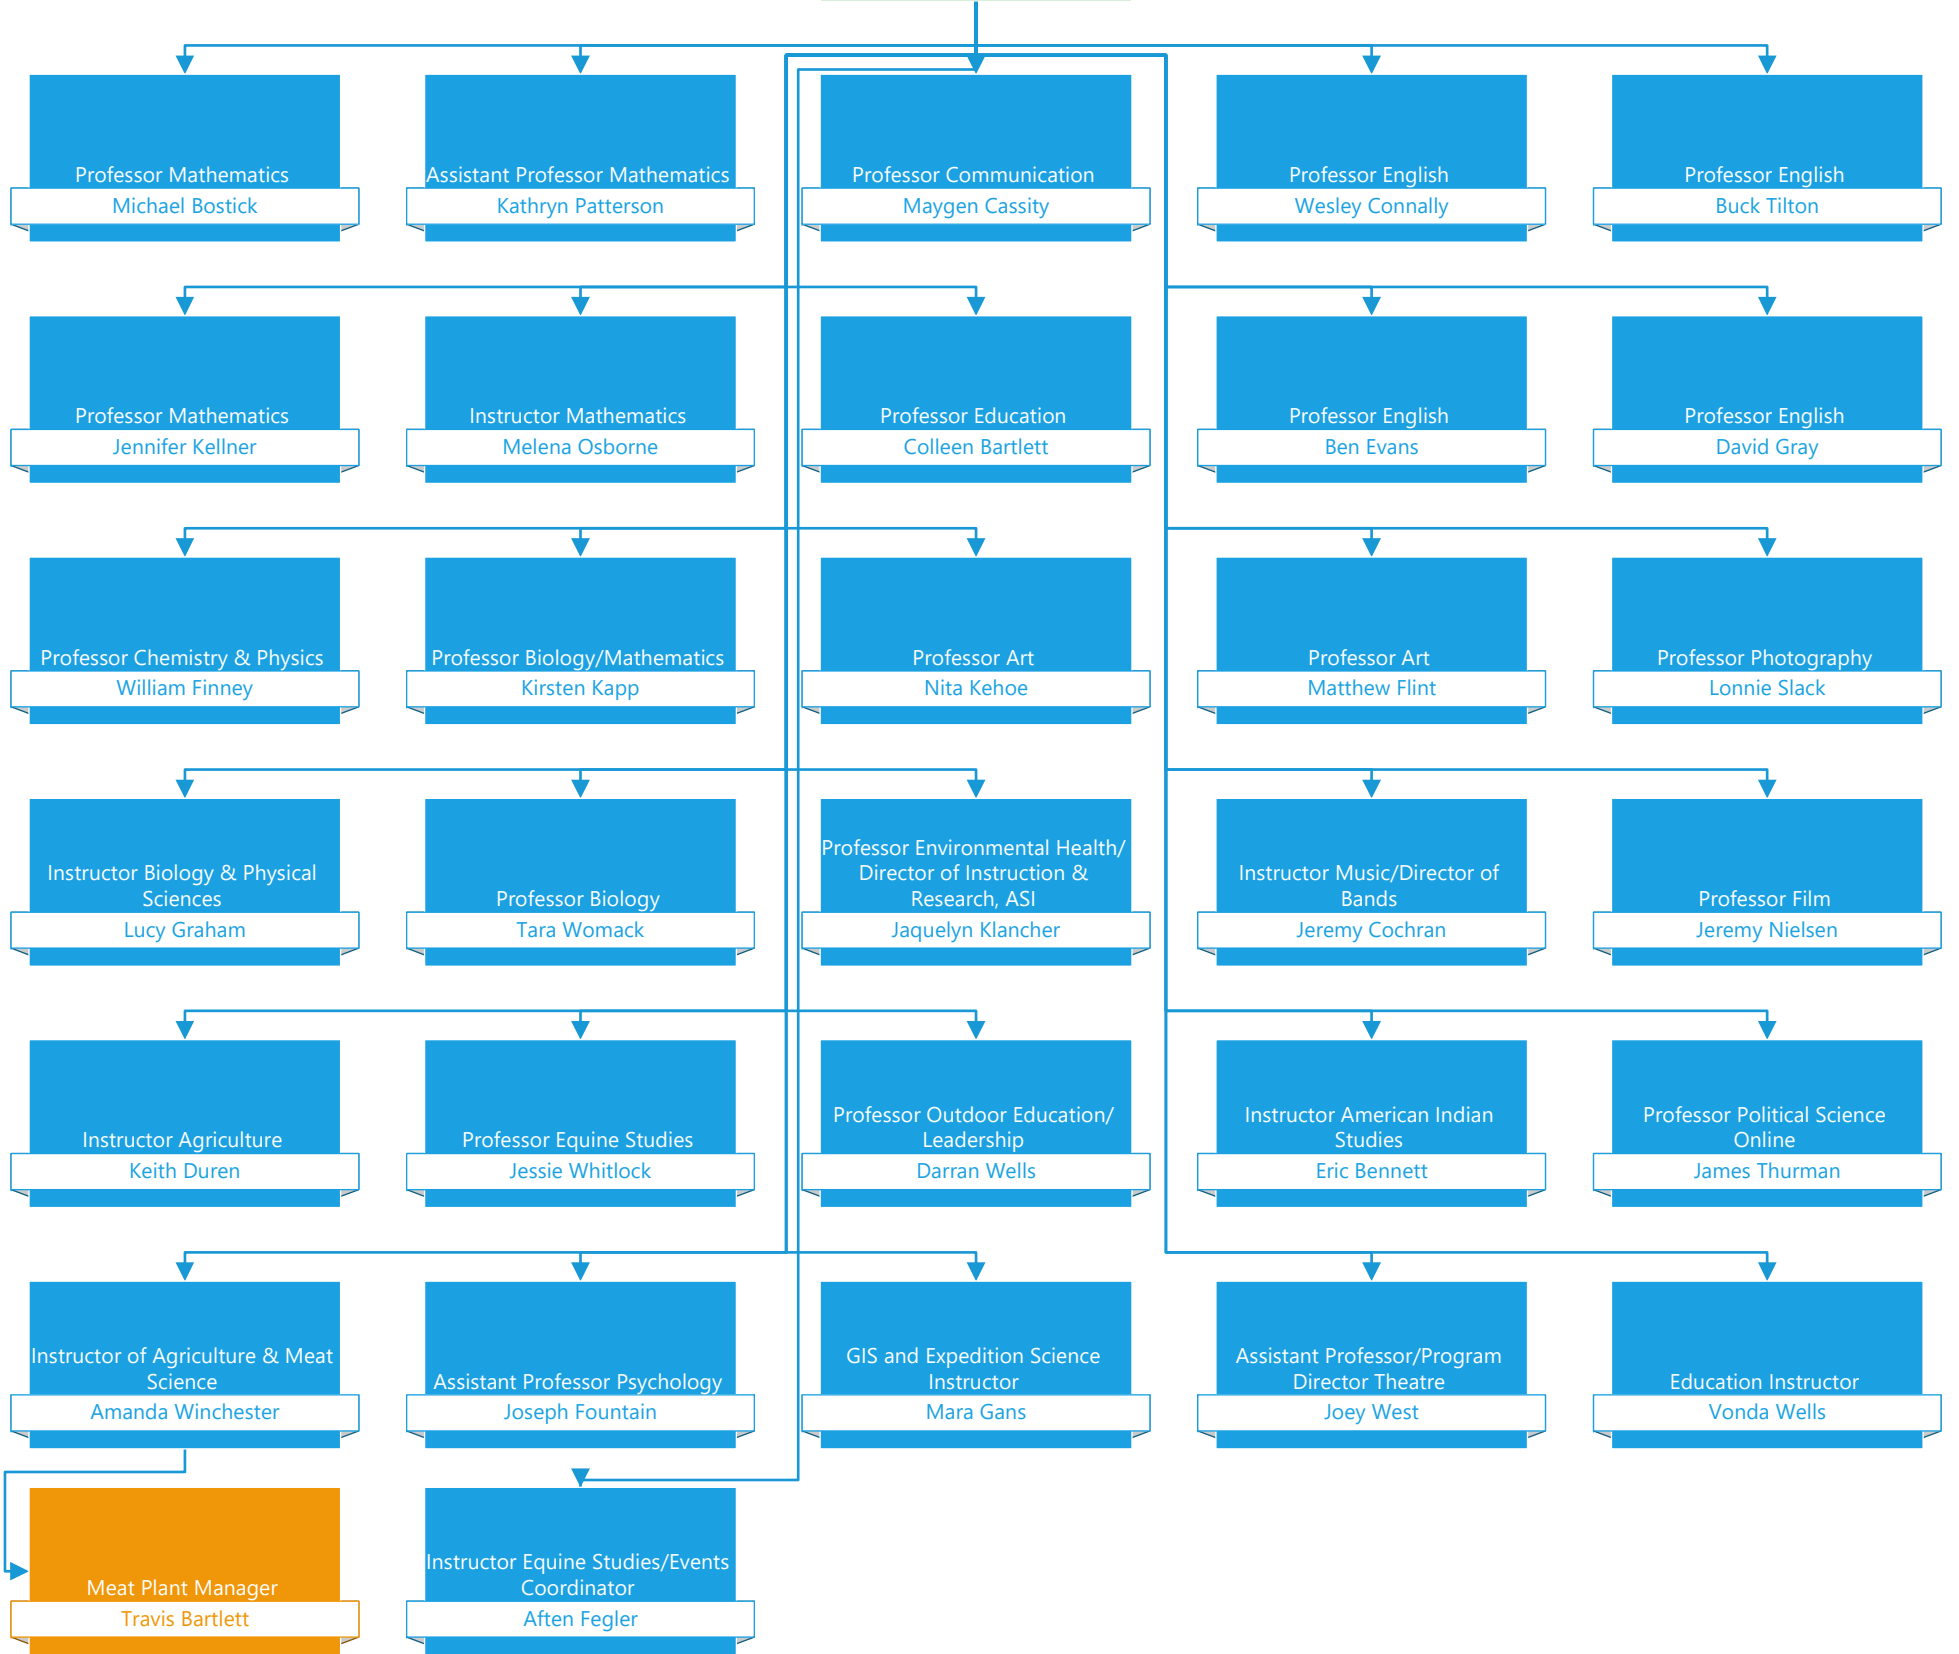 Professor Mathematics
Michael Bostick
Assistant Professor Mathematics
Kathryn Patterson
Professor Communication
Maygen Cassity
Professor English
Wesley Connally
Professor English
Buck Tilton
Professor Mathematics
Jennifer Kellner
Instructor Mathematics
Melena Osborne
Professor Education
Colleen Bartlett
Professor English
Ben Evans
Professor English
David Gray
Professor Chemistry & Physics
William Finney
Professor Biology/Mathematics
Kirsten Kapp
Professor Art
Nita Kehoe
Professor Art
Matthew Flint
Professor Photography
Lonnie Slack
Instructor Biology & Physical
Sciences
Lucy Graham
Professor Biology
Tara Womack
Professor Environmental Health/
Director of Instruction &
Research, ASI
Jaquelyn Klancher
Instructor Music/Director of
Bands
Jeremy Cochran
Professor Film
Jeremy Nielsen
Instructor Agriculture
Keith Duren
Professor Equine Studies
Jessie Whitlock
Professor Outdoor Education/
Leadership
Darran Wells
Instructor American Indian
Studies
Eric Bennett
Professor Political Science
Online
James Thurman
Instructor of Agriculture & Meat
Science
Amanda Winchester
Assistant Professor Psychology
Joseph Fountain
GIS and Expedition Science
Instructor
Mara Gans
Assistant Professor/Program
Director Theatre
Joey West
Education Instructor
Vonda Wells
Meat Plant Manager
Travis Bartlett
Instructor Equine Studies/Events
Coordinator
Aften Fegler